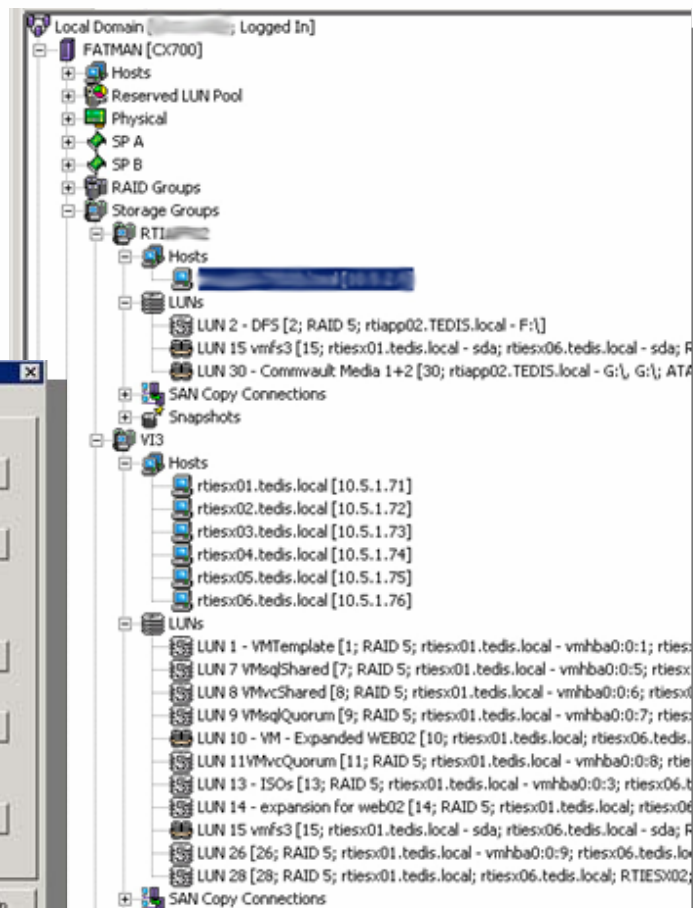 Local Domain [ ; Logged In]
FATMAN [CX700]
Hosts
Reserved LUN Pool
Physical
SP A
SP B
RAID Groups
Storage Groups
RTI
Hosts
LUNs
LUN 2 - DFS [2; RAID 5; rtiapp02.TEDIS.local - F:\]
LUN 15 vmfs3 [15; rtiesx01.tedis.local - sda; rtiesx06.tedis.local - sda; R
LUN 30 - Commvault Media 1+2 [30; rtiapp02.TEDIS.local - G:\, G:\; ATA
SAN Copy Connections
Snapshots
VI3
Hosts
rtiesx01.tedis.local [10.5.1.71]
rtiesx02.tedis.local [10.5.1.72]
rtiesx03.tedis.local [10.5.1.73]
rtiesx04.tedis.local [10.5.1.74]
rtiesx05.tedis.local [10.5.1.75]
rtiesx06.tedis.local [10.5.1.76]
LUNs
LUN 1 - VMTemplate [1; RAID 5; rtiesx01.tedis.local - vmhba0:0:1; rties
LUN 7 VMsqlShared [7; RAID 5; rtiesx01.tedis.local - vmhba0:0:5; rtiesx
LUN 8 VMvcShared [8; RAID 5; rtiesx01.tedis.local - vmhba0:0:6; rtiesx0
LUN 9 VMsqlQuorum [9; RAID 5; rtiesx01.tedis.local - vmhba0:0:7; rties
LUN 10 - VM - Expanded WEB02 [10; rtiesx01.tedis.local; rtiesx06.tedis.
LUN 11VMvcQuorum [11; RAID 5; rtiesx01.tedis.local - vmhba0:0:8; rtie
LUN 13 - ISOs [13; RAID 5; rtiesx01.tedis.local - vmhba0:0:3; rtiesx06.t
LUN 14 - expansion for web02 [14; RAID 5; rtiesx01.tedis.local; rtiesx06
LUN 15 vmfs3 [15; rtiesx01.tedis.local - sda; rtiesx06.tedis.local - sda; R
LUN 26 [26; RAID 5; rtiesx01.tedis.local - vmhba0:0:9; rtiesx06.tedis.lo
LUN 28 [28; RAID 5; rtiesx01.tedis.local; rtiesx06.tedis.local; RTIESX02;
SAN Copy Connections